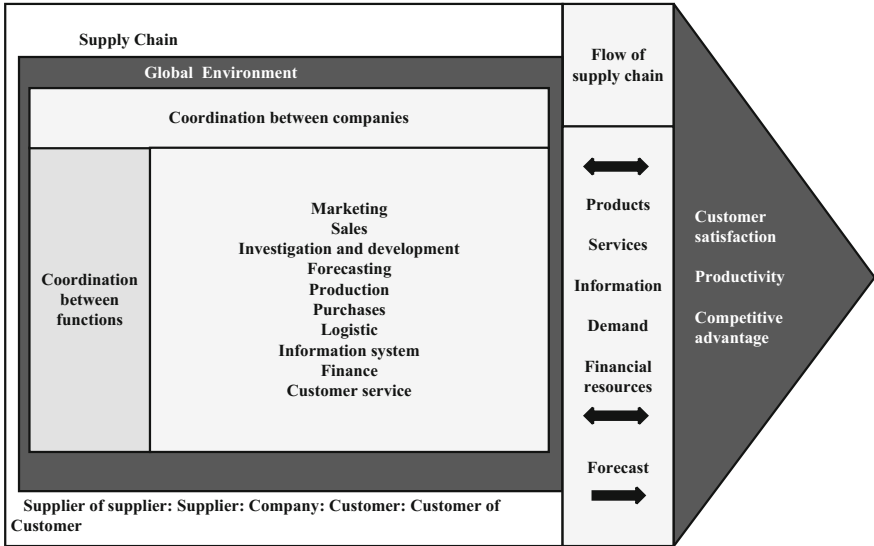 Supply Chain
Global Environment
Coordination between companies
Coordination
between
functions
Marketing
Sales
Investigation and development
Forecasting
Production
Purchases
Logistic
Information system
Finance
Customer service
Supplier of supplier: Supplier: Company: Customer: Customer of
Customer
Flow of
supply chain
Products
Services
Information
Demand
Financial
resources
Forecast
Customer
satisfaction
Productivity
Competitive
advantage